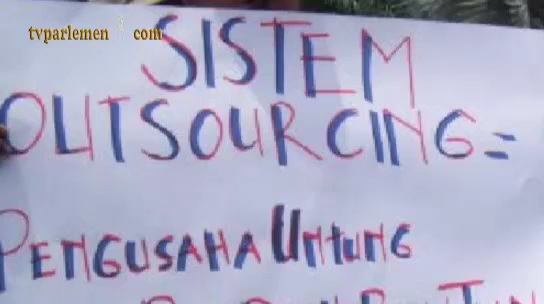 tvparlemen com
SISTEM
OUTSOURCING =
PENGUSAHA UNTUNG